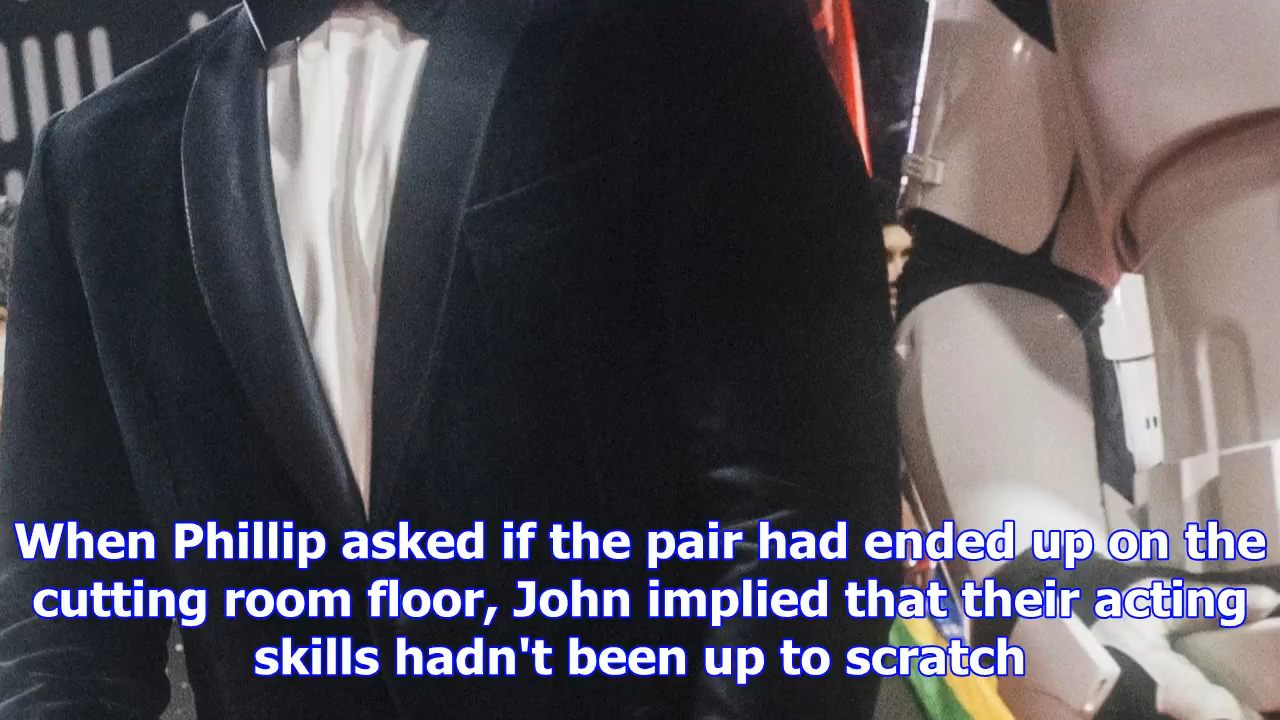 When Phillip asked if the pair had ended up on the
cutting room floor, John implied that their acting
skills hadn't been up to scratch